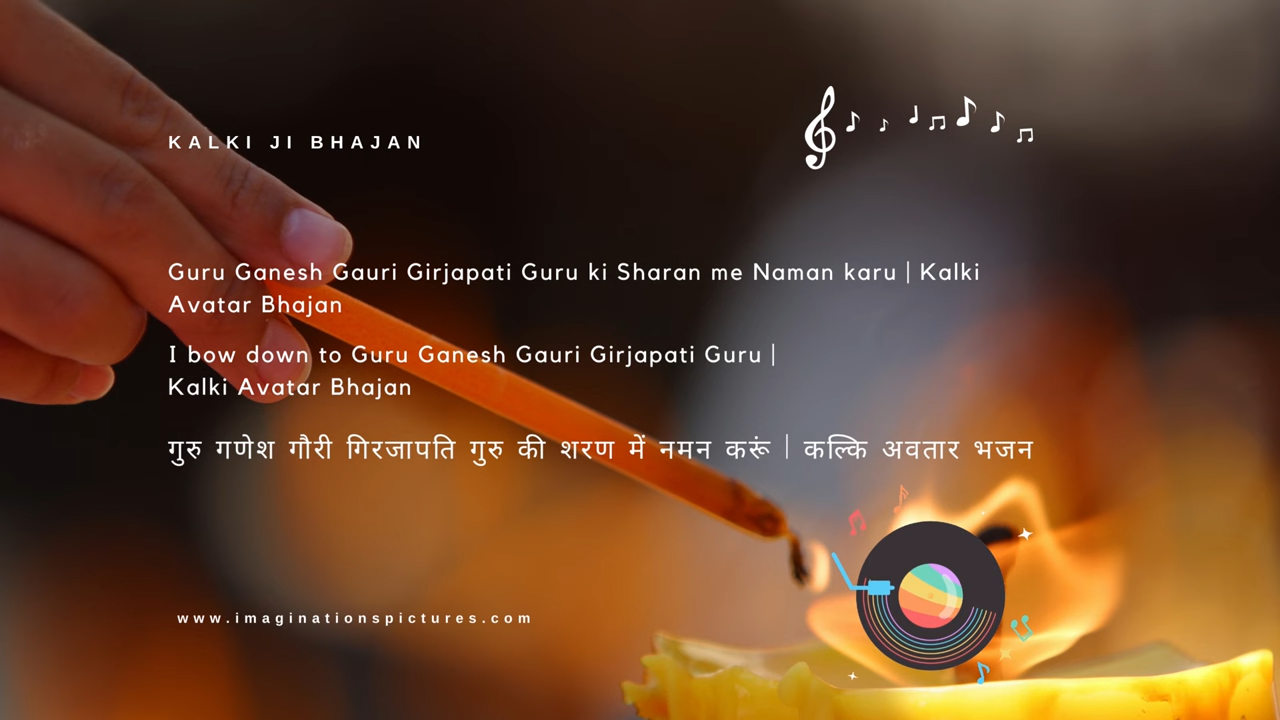 KALKI JI BHAJAN
Guru Ganesh Gauri Girjapati Guru ki Sharan me Naman karu | Kalki
Avatar Bhajan
I bow down to Guru Ganesh Gauri Girjapati Guru |
Kalki Avatar Bhajan
गुरु गणेश गौरी गिरजापति गुरु की शरण में नमन करूं | कल्कि अवतार भजन
www.imaginationspictures.com